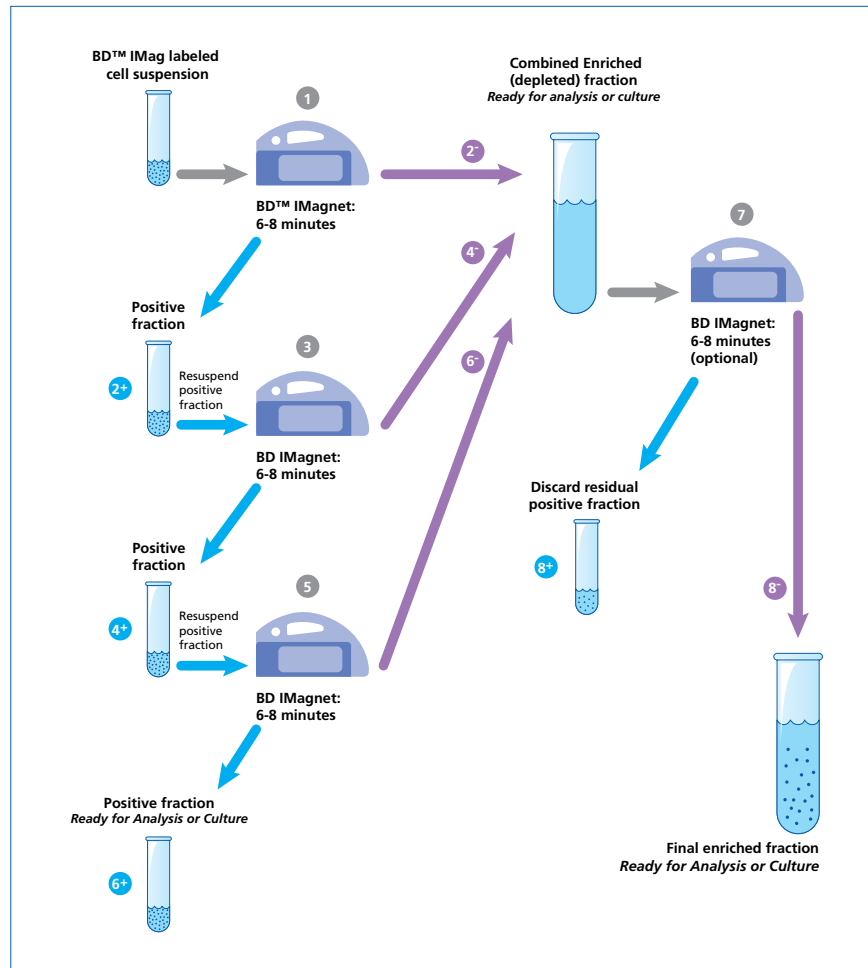 BD™ IMag labeled
cell suspension
1
BD™ IMagnet:
6-8 minutes
2-
Combined Enriched
(depleted) fraction
Ready for analysis or culture
4-
6-
7
BD IMagnet:
6-8 minutes
(optional)
Positive
fraction
2+
Resuspend
positive
fraction
3
BD IMagnet:
6-8 minutes
Discard residual
positive fraction
8+
8-
Positive
fraction
4+
Resuspend
positive
fraction
5
BD IMagnet:
6-8 minutes
Positive fraction
Ready for Analysis or Culture
6+
Final enriched fraction
Ready for Analysis or Culture